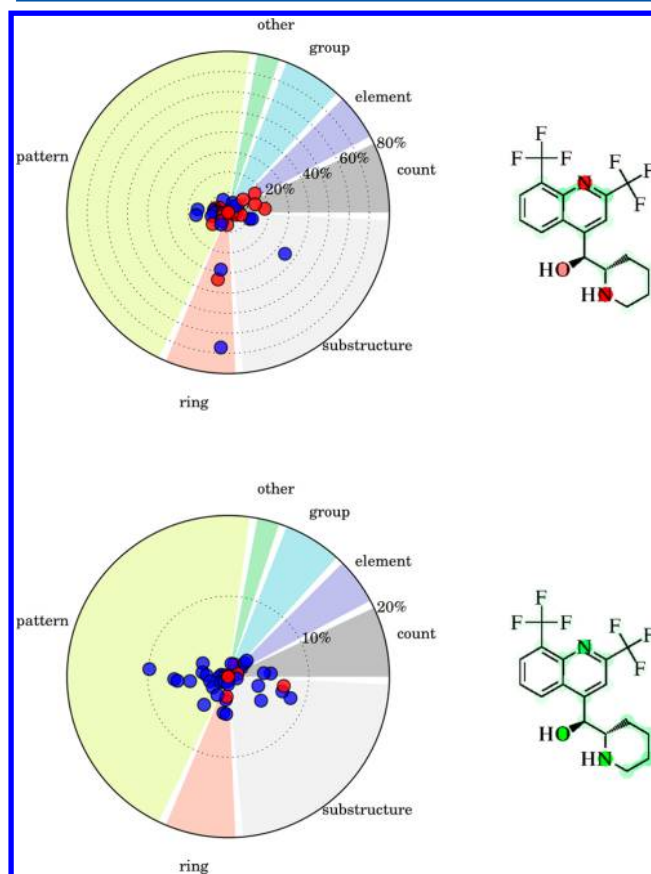 other
group
element
80%
pattern
60%
count
40%
20%
substructure
ring
F
F
F
N
F
F
F
HO
HN
other
group
element
20%
pattern
count
10%
substructure
ring
F
F
F
N
F
F
F
HO
HN